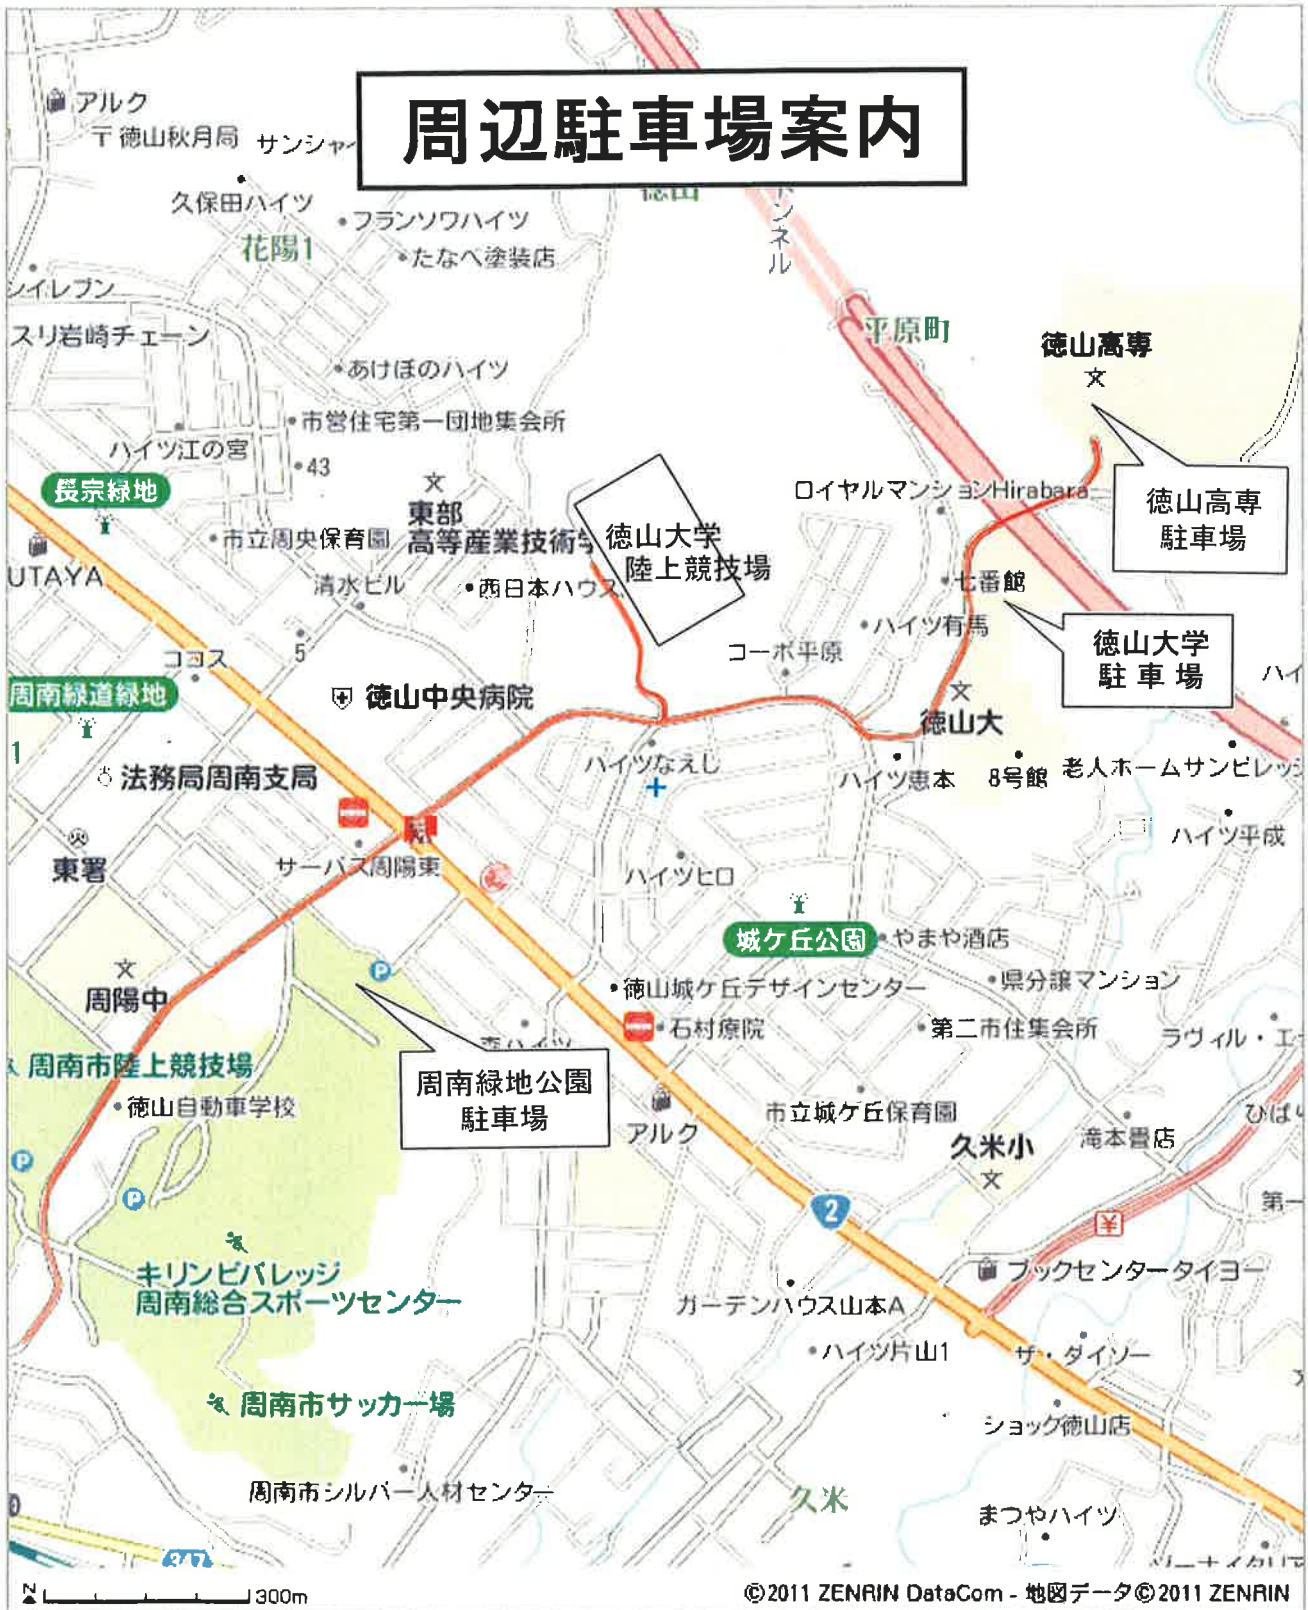 周辺駐車場案内
アルク
〒徳山秋月局
サンシャ
久保田ハイツ
フランソワハイツ
花陽1
たなべ塗装店
徳山
トンネル
ンイレブン
スリ岩崎チェーン
平原町
徳山高専
あけぼのハイツ
市営住宅第一団地集会所
ハイツ江の宮
43
長宗緑地
東部
高等産業技術学
ロイヤルマンションHirabara
徳山高専
駐車場
徳山大学
陸上競技場
市立周央保育園
UTAYA
清水ビル
西日本ハウス
七番館
ハイツ有馬
徳山大学
駐車場
5
ココス
コーポ平原
周南緑道緑地
徳山中央病院
ハイ
徳山大
1
法務局周南支局
ハイツなえし
ハイツ恵本
8号館
老人ホームサンビレッジ
ハイツ平成
東署
サーパス周陽東
ハイツヒロ
城ケ丘公園
やまや酒店
P
周陽中
徳山城ケ丘デザインセンター
県分譲マンション
石村療院
第二市住集会所
ラヴィル・エ
森ハイツ
周南市陸上競技場
周南緑地公園
駐車場
徳山自動車学校
市立城ケ丘保育園
アルク
久米小
滝本畳店
ひばり
P
P
2
第一
¥
キリンビバレッジ
周南総合スポーツセンター
ブックセンタータイヨー
ガーデンハウス山本A
ハイツ片山1
ザ・ダイソー
周南市サッカー場
ショック徳山店
周南市シルバー人材センター
久米
まつやハイツ
347
N
300m
©2011 ZENRIN DataCom - 地図データ©2011 ZENRIN